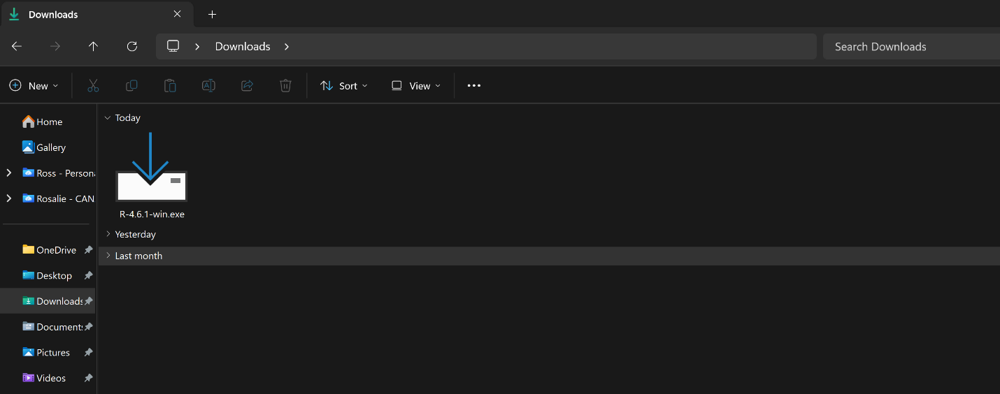 Downloads
Downloads
Search Downloads
New
Sort
View
Home
Gallery
Ross - Persona
Rosalie - CAN
OneDrive
Desktop
Downloads
Documents
Pictures
Videos
Today
R-4.6.1-win.exe
Yesterday
Last month